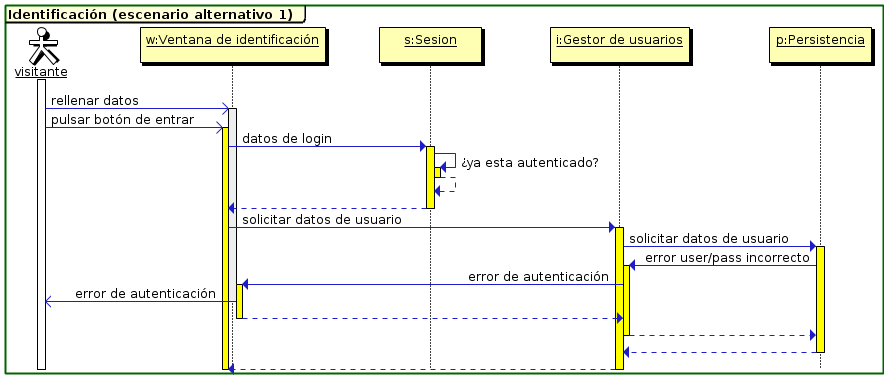 Identificación (escenario alternativo 1)
visitante
w:Ventana de identificación
s:Sesion
i:Gestor de usuarios
p:Persistencia
rellenar datos
pulsar botón de entrar
datos de login
¿ya esta autenticado?
solicitar datos de usuario
solicitar datos de usuario
error user/pass incorrecto
error de autenticación
error de autenticación